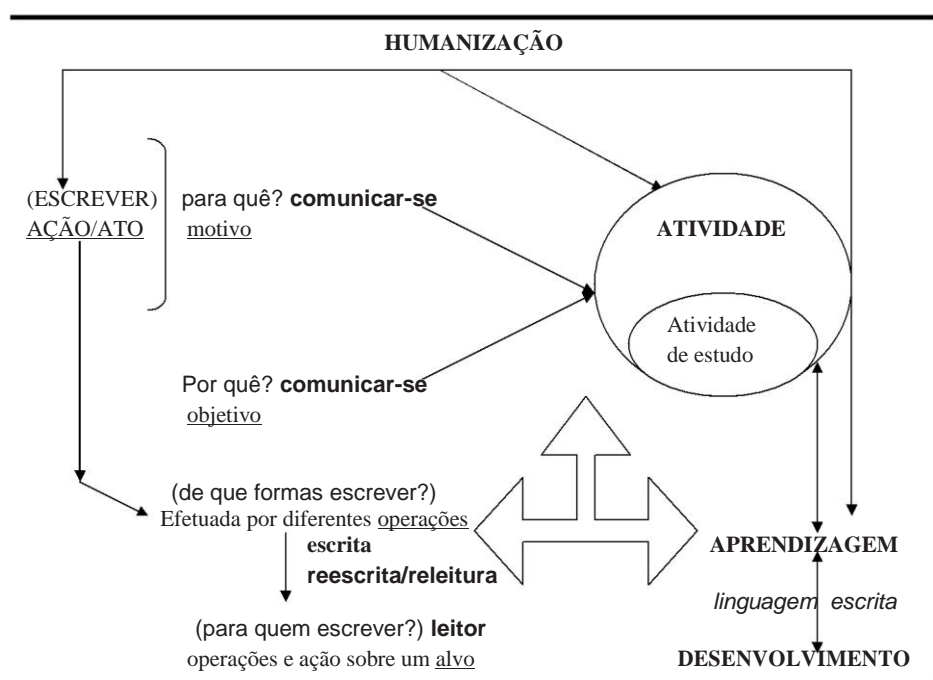 HUMANIZAÇÃO
(ESCREVER)
AÇÃO/ATO
para quê? comunicar-se
motivo
ATIVIDADE
Atividade
de estudo
Por quê? comunicar-se
objetivo
(de que formas escrever?)
Efetuada por diferentes operações
escrita
reescrita/releitura
(para quem escrever?) leitor
operações e ação sobre um alvo
APRENDIZAGEM
linguagem escrita
DESENVOLVIMENTO